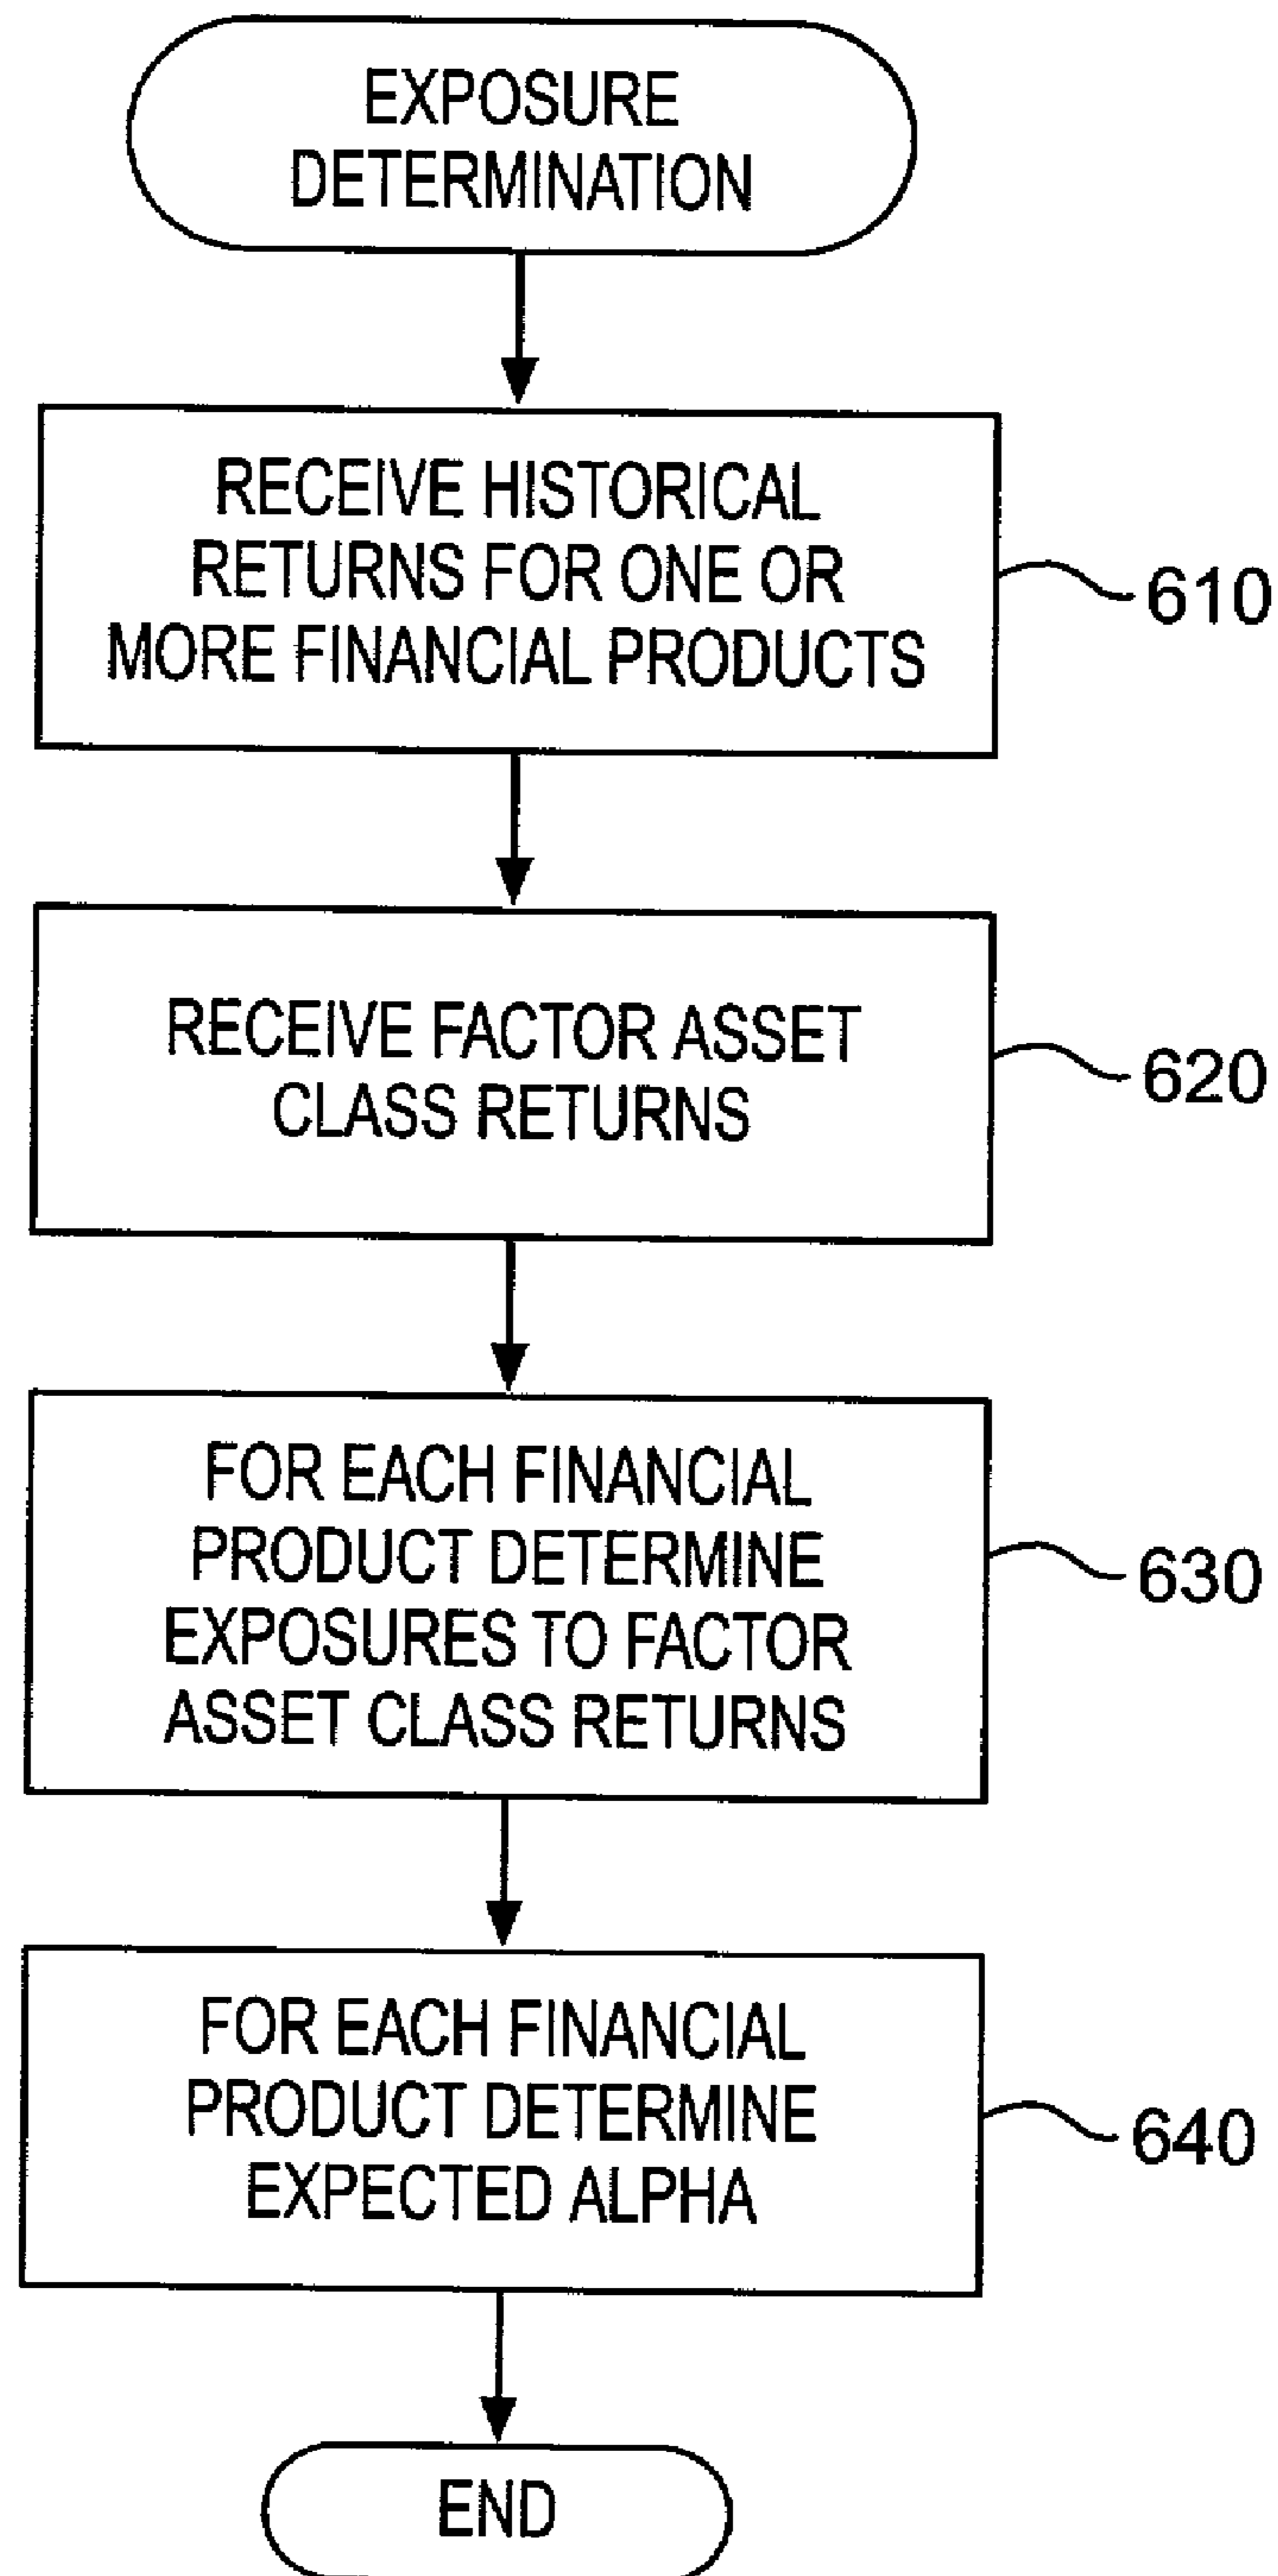 EXPOSURE
DETERMINATION
RECEIVE HISTORICAL
RETURNS FOR ONE OR
MORE FINANCIAL PRODUCTS
610
RECEIVE FACTOR ASSET
CLASS RETURNS
620
FOR EACH FINANCIAL
PRODUCT DETERMINE
EXPOSURES TO FACTOR
ASSET CLASS RETURNS
630
FOR EACH FINANCIAL
PRODUCT DETERMINE
EXPECTED ALPHA
640
END